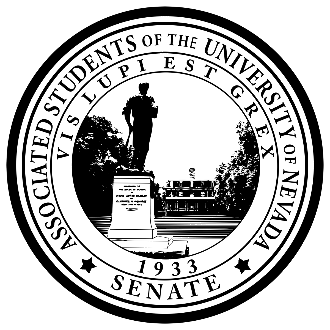 ASSOCIATED STUDENTS OF THE UNIVERSITY OF NEVADA
VIS LUPI EST GREX
1933
SENATE